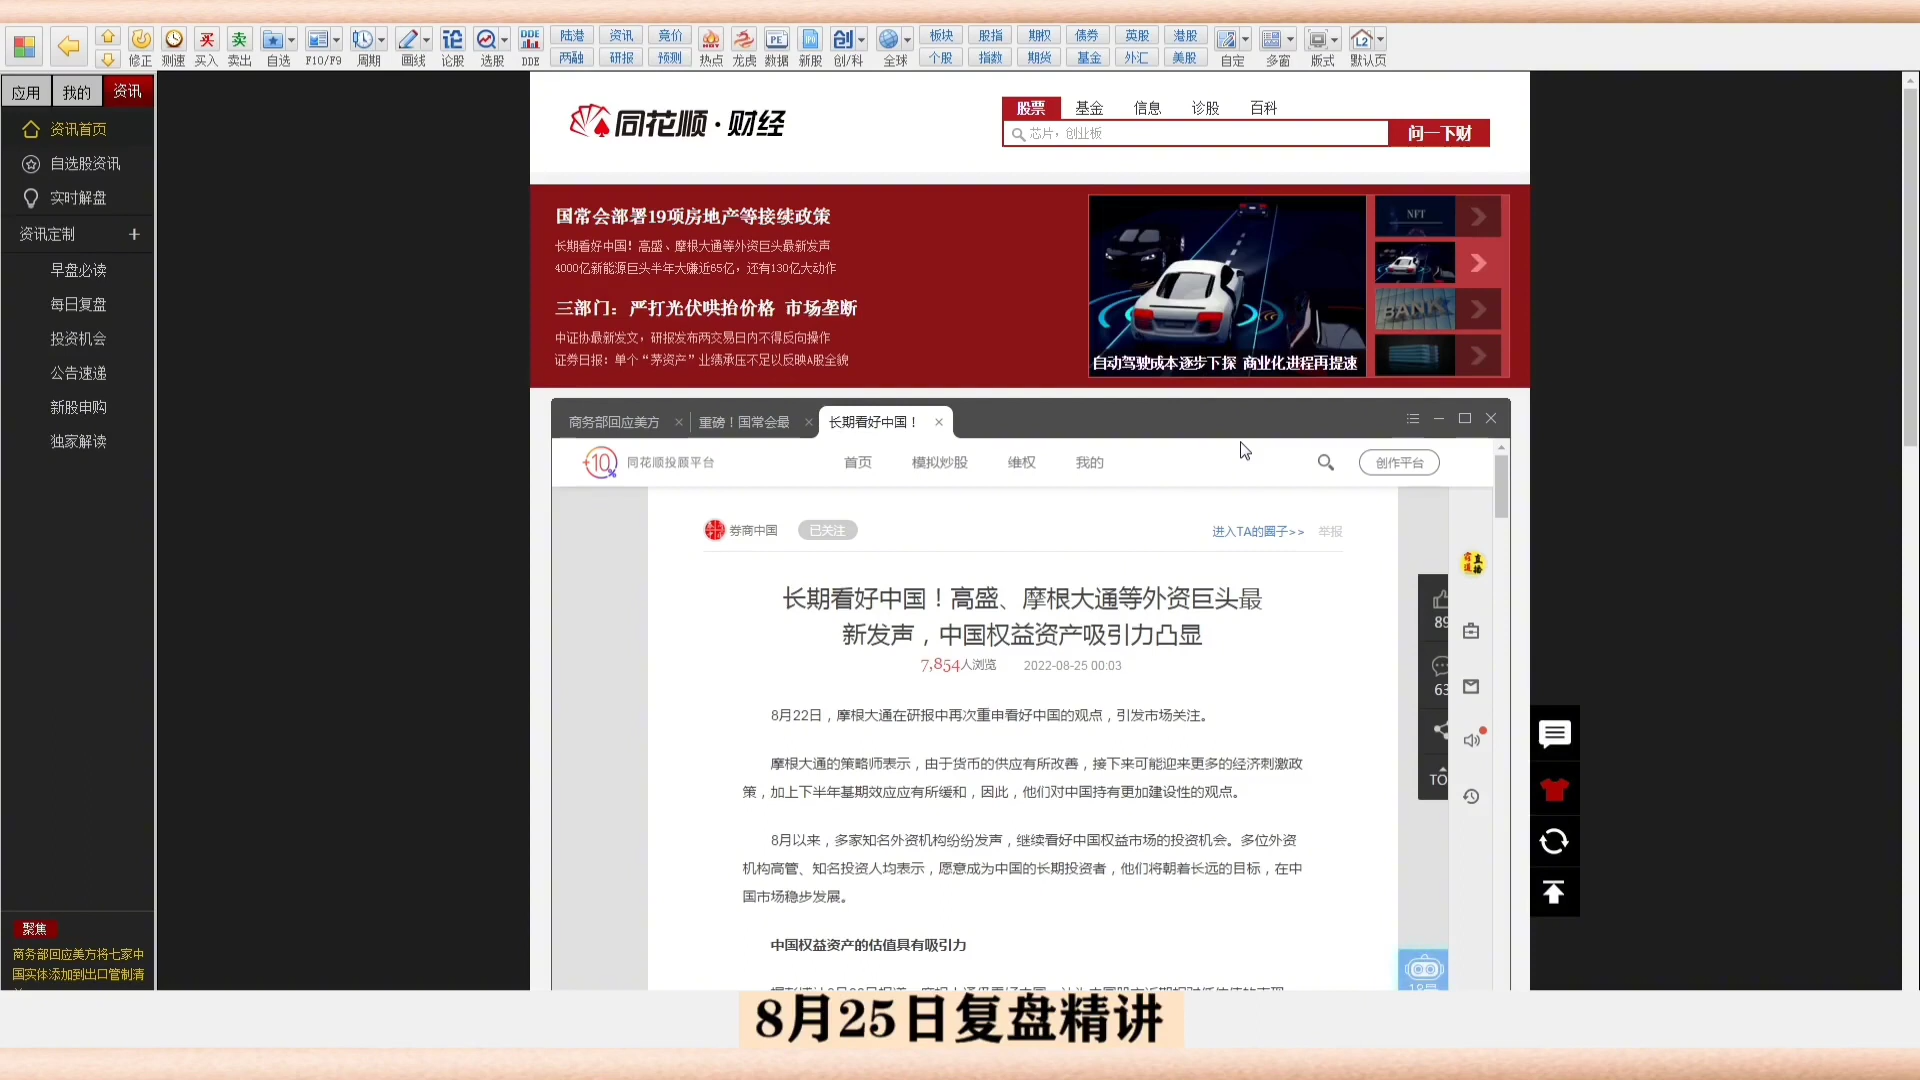 修正 测速 买入 卖出 自选 F10/F9 周期 画线 论股 选股 DDE 热点 龙虎 数据 新股 创/科 全球 自定 多窗 版式 默认页
买 卖 论 DDE PE 创 L2
陆港 资讯 竞价 板块 股指 期权 债券 英股 港股
两融 研报 预测 个股 指数 期货 基金 外汇 美股
应用 我的 资讯
资讯首页
自选股资讯
实时解盘
资讯定制 +
早盘必读
每日复盘
投资机会
公告速递
新股申购
独家解读
聚焦
商务部回应美方将七家中
国实体添加到出口管制清
同花顺·财经
股票 基金 信息 诊股 百科
芯片，创业板
问一下财
国常会部署19项房地产等接续政策
长期看好中国！高盛、摩根大通等外资巨头最新发声
4000亿新能源巨头半年大赚近65亿，还有130亿大动作
三部门：严打光伏哄抬价格 市场垄断
中证协最新发文，研报发布两交易日内不得反向操作
证券日报：单个“茅资产”业绩承压不足以反映A股全貌
自动驾驶成本逐步下探 商业化进程再提速
NFT
BANK
商务部回应美方 × 重磅！国常会最 × 长期看好中国！ ×
+10% 同花顺投顾平台 首页 模拟炒股 维权 我的 创作平台
券商中国 已关注 进入TA的圈子>> 举报
长期看好中国！高盛、摩根大通等外资巨头最
新发声，中国权益资产吸引力凸显
7,854人浏览 2022-08-25 00:03
8月22日，摩根大通在研报中再次重申看好中国的观点，引发市场关注。
摩根大通的策略师表示，由于货币的供应有所改善，接下来可能迎来更多的经济刺激政
策，加上下半年基期效应应有所缓和，因此，他们对中国持有更加建设性的观点。
8月以来，多家知名外资机构纷纷发声，继续看好中国权益市场的投资机会。多位外资
机构高管、知名投资人均表示，愿意成为中国的长期投资者，他们将朝着长远的目标，在中
国市场稳步发展。
中国权益资产的估值具有吸引力
89
63
TO
直播
8月25日复盘精讲